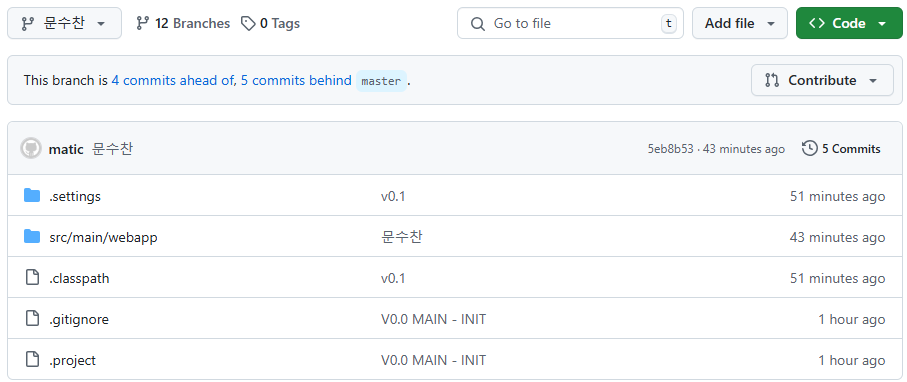 문수찬 12 Branches 0 Tags Go to file t Add file Code
This branch is 4 commits ahead of, 5 commits behind master.
Contribute
matic 문수찬 5eb8b53 · 43 minutes ago 5 Commits
.settings v0.1 51 minutes ago
src/main/webapp 문수찬 43 minutes ago
.classpath v0.1 51 minutes ago
.gitignore V0.0 MAIN - INIT 1 hour ago
.project V0.0 MAIN - INIT 1 hour ago